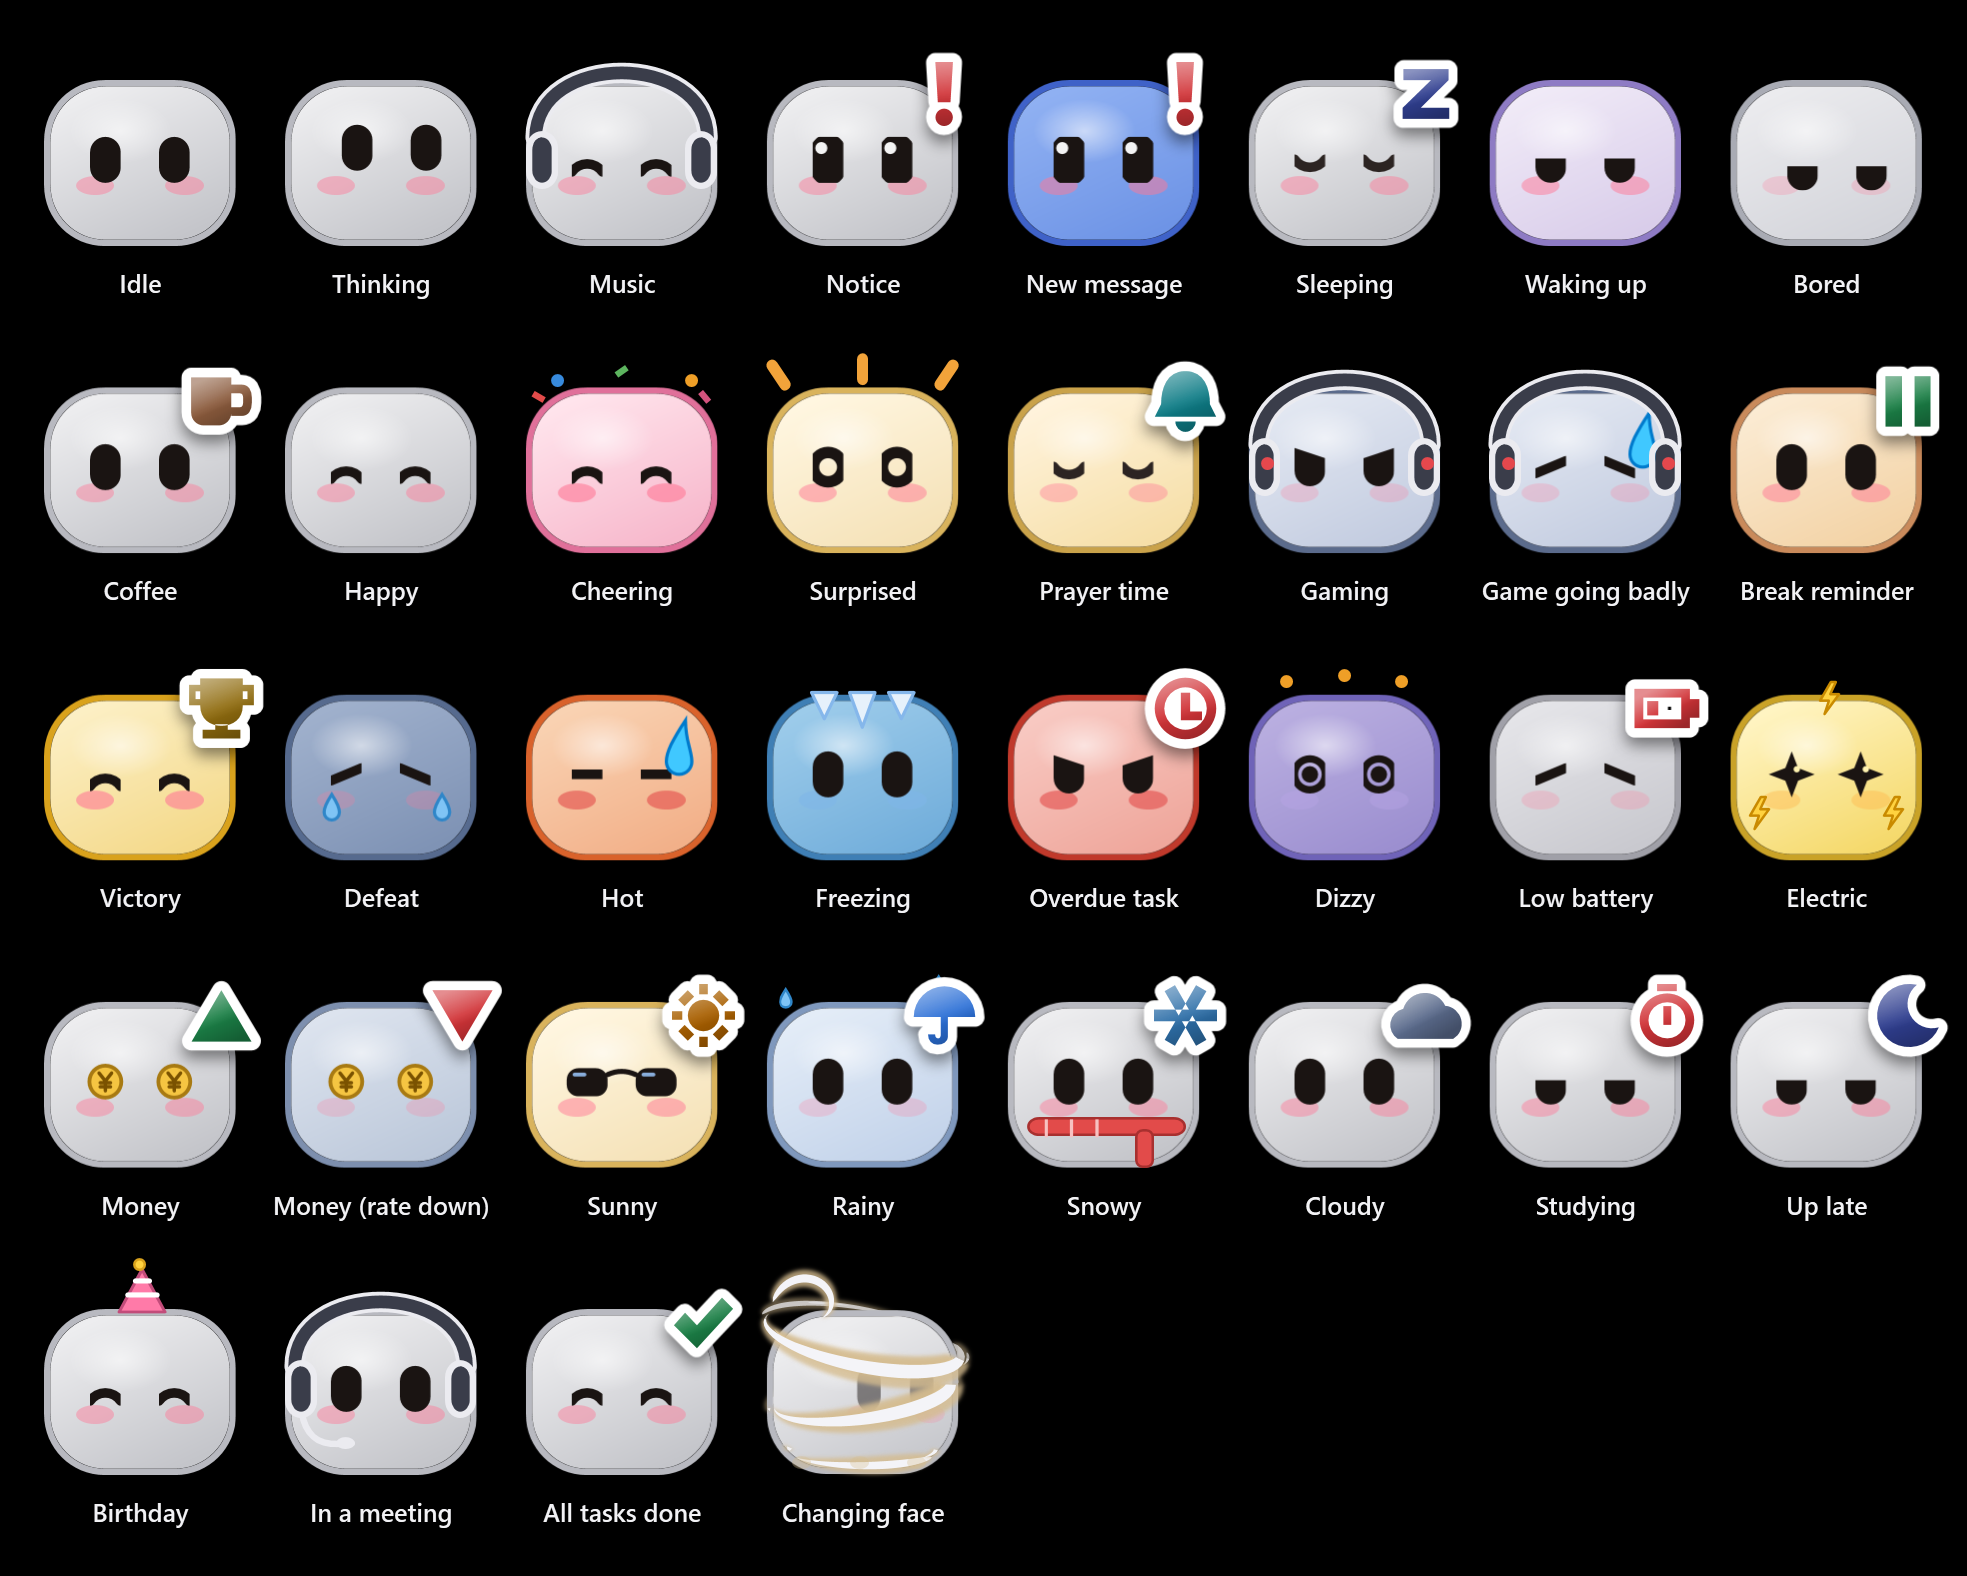 Idle
Thinking
Music
Notice
New message
Sleeping
Waking up
Bored
Coffee
Happy
Cheering
Surprised
Prayer time
Gaming
Game going badly
Break reminder
Victory
Defeat
Hot
Freezing
Overdue task
Dizzy
Low battery
Electric
¥ ¥
Money
¥ ¥
Money (rate down)
Sunny
Rainy
Snowy
Cloudy
Studying
Up late
Birthday
In a meeting
All tasks done
Changing face